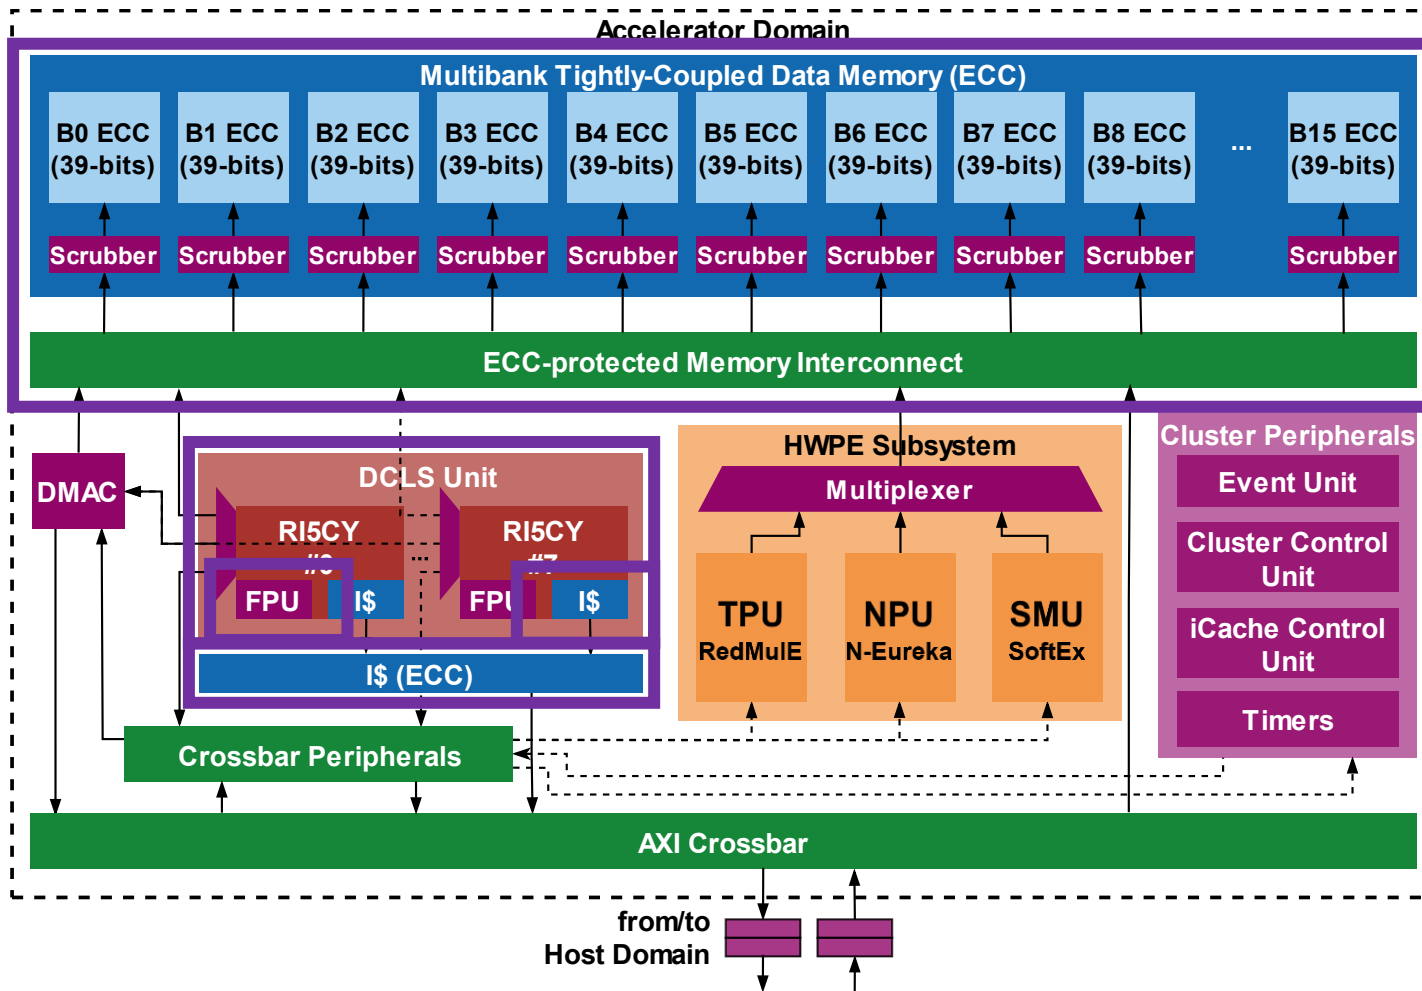 Accelerator Domain
Multibank Tightly-Coupled Data Memory (ECC)
B0 ECC
(39-bits)
B1 ECC
(39-bits)
B2 ECC
(39-bits)
B3 ECC
(39-bits)
B4 ECC
(39-bits)
B5 ECC
(39-bits)
B6 ECC
(39-bits)
B7 ECC
(39-bits)
B8 ECC
(39-bits)
...
B15 ECC
(39-bits)
Scrubber
Scrubber
Scrubber
Scrubber
Scrubber
Scrubber
Scrubber
Scrubber
Scrubber
Scrubber
ECC-protected Memory Interconnect
DMAC
DCLS Unit
RI5CY
FPU
I$
...
RI5CY
#7
FPU
I$
I$ (ECC)
HWPE Subsystem
Multiplexer
TPU
RedMulE
NPU
N-Eureka
SMU
SoftEx
Cluster Peripherals
Event Unit
Cluster Control
Unit
iCache Control
Unit
Timers
Crossbar Peripherals
AXI Crossbar
from/to
Host Domain